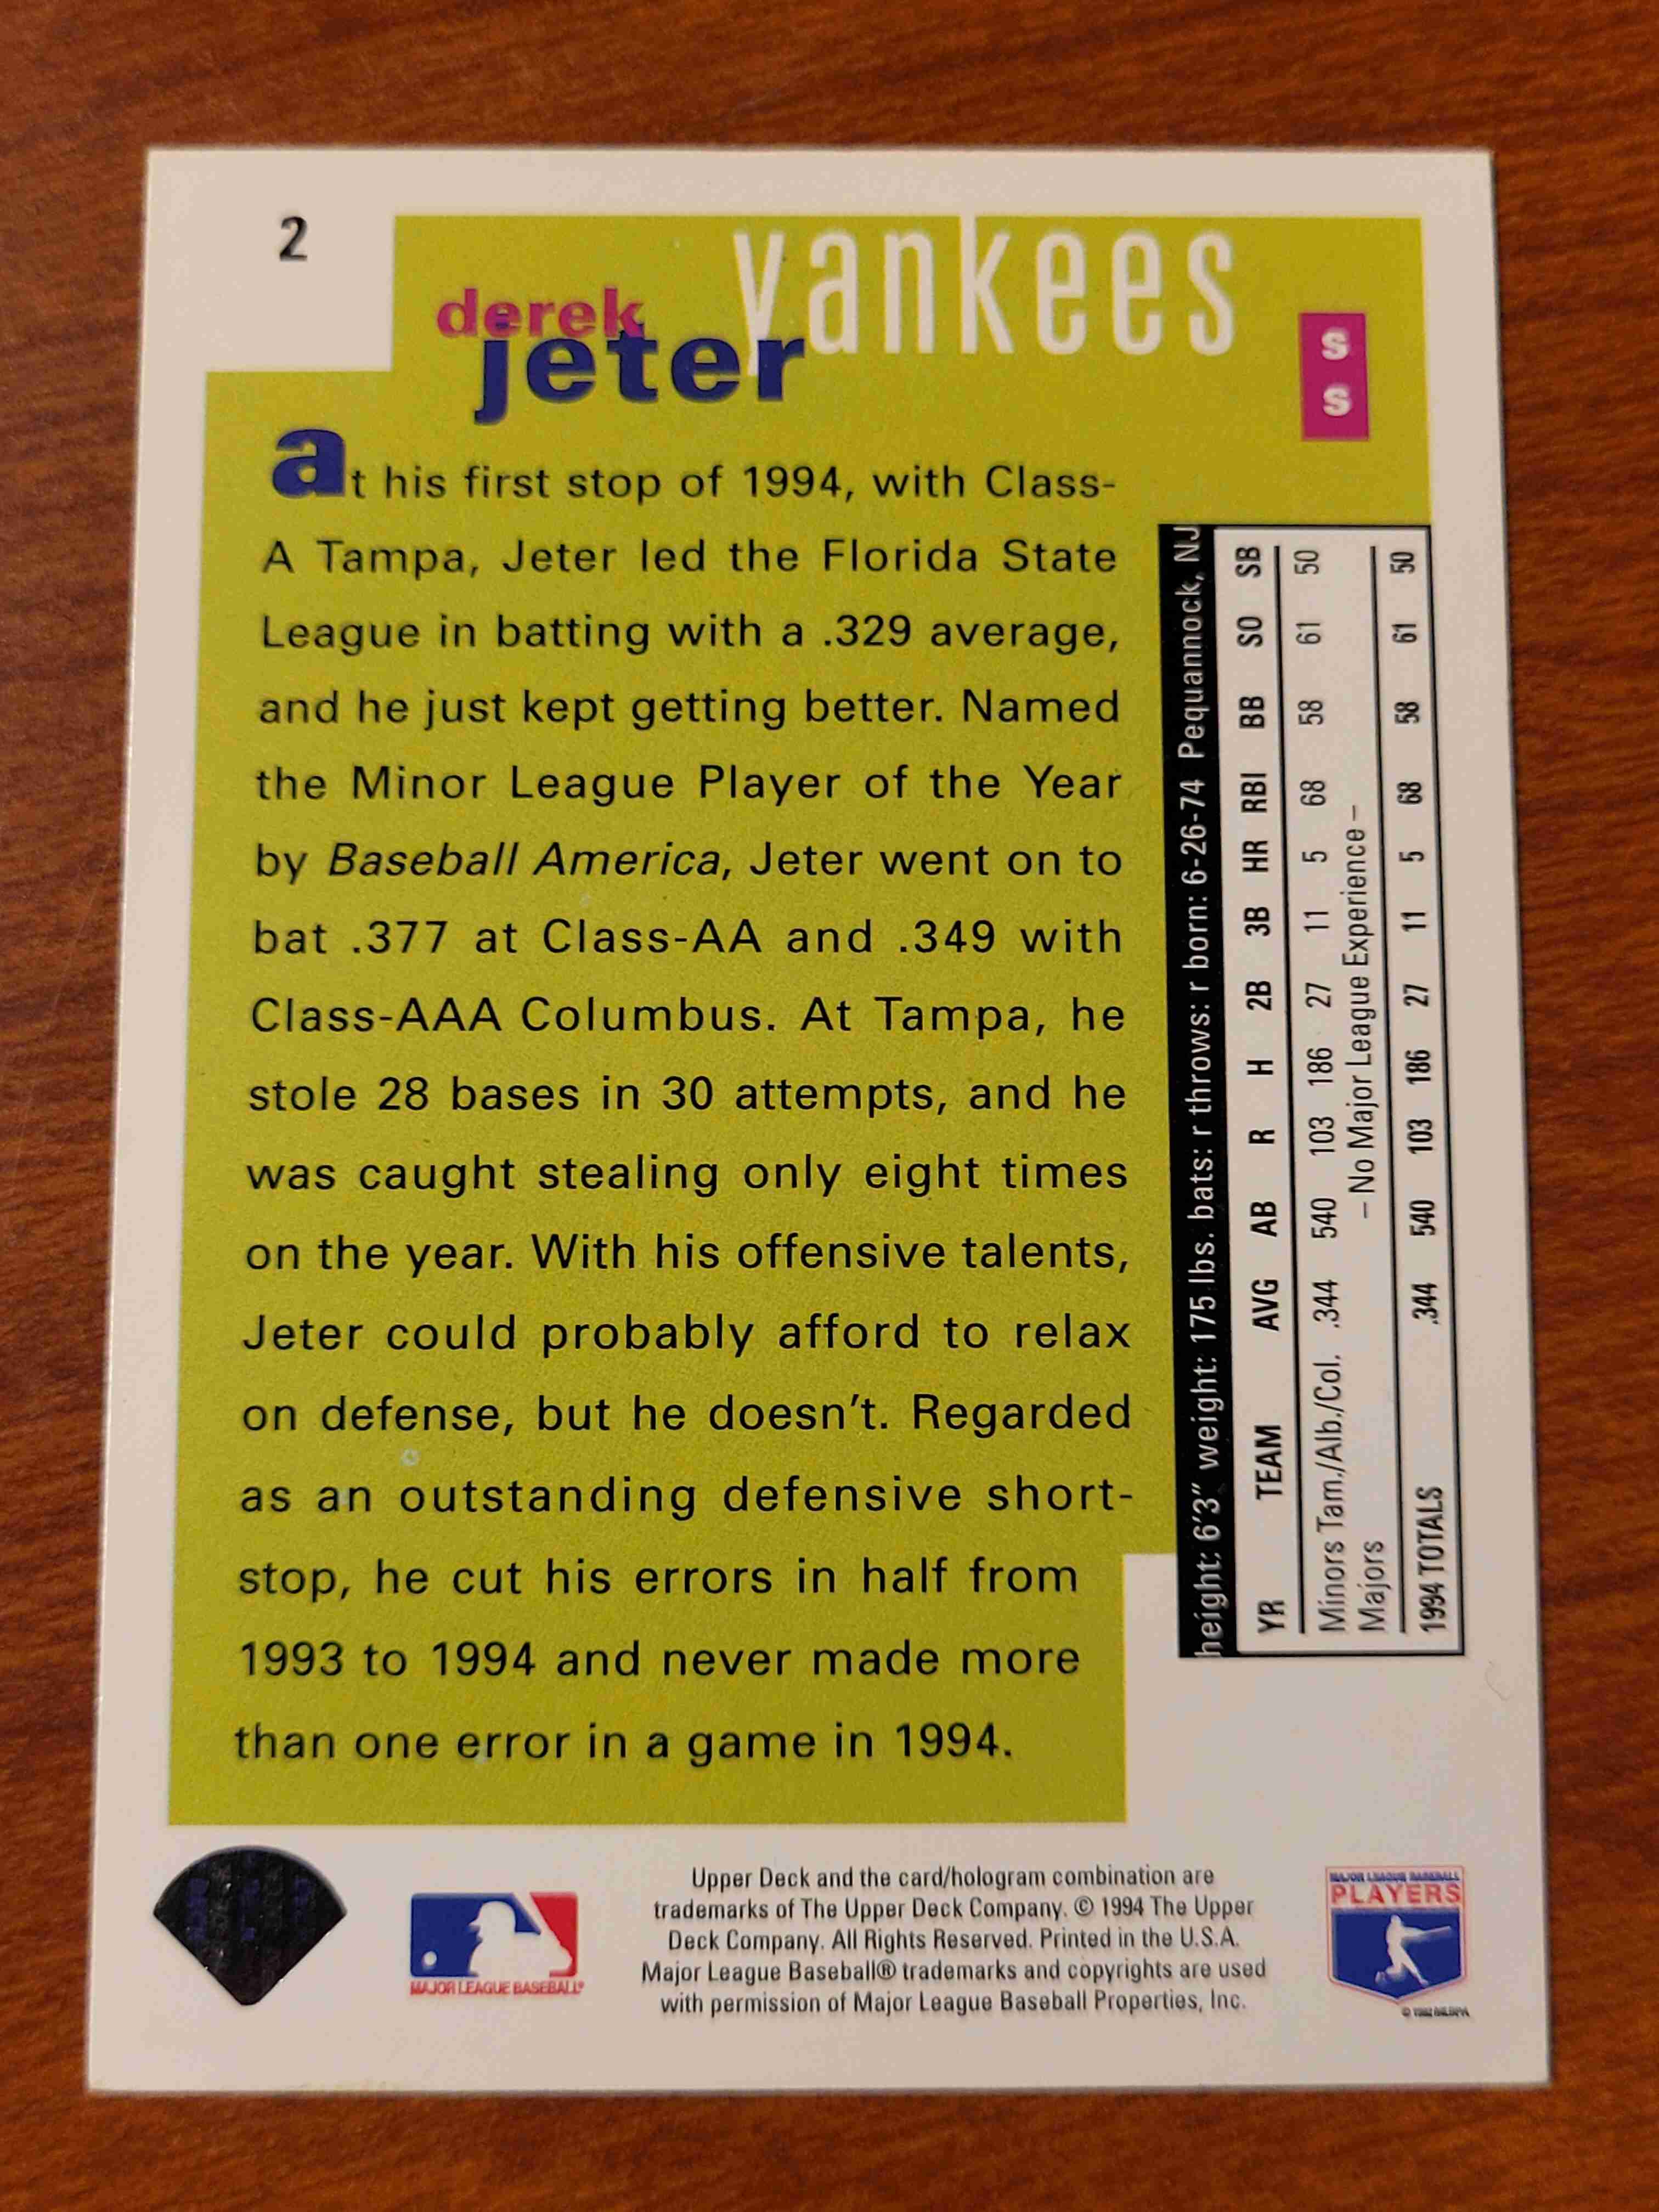 2
yankees
derek
jeter
s
s
at his first stop of 1994, with Class-
A Tampa, Jeter led the Florida State
League in batting with a .329 average,
and he just kept getting better. Named
the Minor League Player of the Year
by Baseball America, Jeter went on to
bat .377 at Class-AA and .349 with
Class-AAA Columbus. At Tampa, he
stole 28 bases in 30 attempts, and he
was caught stealing only eight times
on the year. With his offensive talents,
Jeter could probably afford to relax
on defense, but he doesn't. Regarded
as an outstanding defensive short-
stop, he cut his errors in half from
1993 to 1994 and never made more
than one error in a game in 1994.
height: 6'3" weight: 175 lbs. bats: r throws: r born: 6-26-74 Pequannock, NJ
YR TEAM AVG AB R H 2B 3B HR RBI BB SO SB
Minors Tam./Alb./Col. .344 540 103 186 27 11 5 68 58 61 50
Majors – No Major League Experience –
1994 TOTALS .344 540 103 186 27 11 5 68 58 61 50
MAJOR LEAGUE BASEBALL®
Upper Deck and the card/hologram combination are
trademarks of The Upper Deck Company. © 1994 The Upper
Deck Company. All Rights Reserved. Printed in the U.S.A.
Major League Baseball® trademarks and copyrights are used
with permission of Major League Baseball Properties, Inc.
MAJOR LEAGUE BASEBALL
PLAYERS